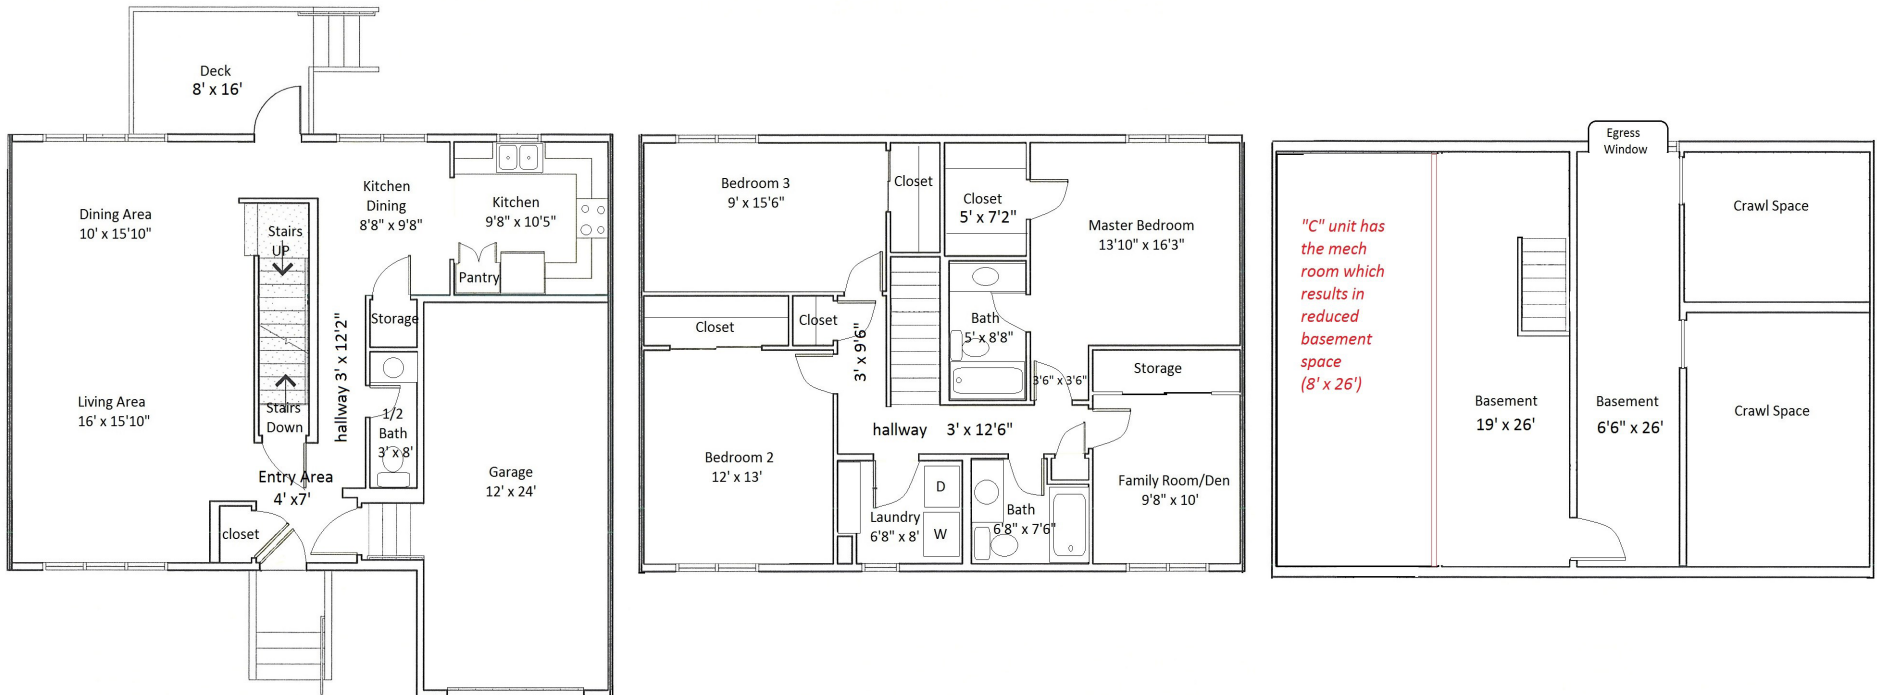 Deck
8' x 16'
Dining Area
10' x 15'10"
Stairs
UP
Kitchen
Dining
8'8" x 9'8"
Kitchen
9'8" x 10'5"
Pantry
Storage
hallway 3' x 12'2"
Living Area
16' x 15'10"
Stairs
Down
1/2
Bath
3' x 8'
Entry Area
4' x7'
closet
Garage
12' x 24'
Bedroom 3
9' x 15'6"
Closet
Closet
5' x 7'2"
Master Bedroom
13'10" x 16'3"
Closet
Closet
3' x 9'6"
Bath
5' x 8'8"
3'6" x 3'6"
Storage
hallway 3' x 12'6"
Bedroom 2
12' x 13'
Laundry
6'8" x 8'
D
W
Bath
6'8" x 7'6"
Family Room/Den
9'8" x 10'
Egress
Window
"C" unit has
the mech
room which
results in
reduced
basement
space
(8' x 26')
Basement
19' x 26'
Basement
6'6" x 26'
Crawl Space
Crawl Space